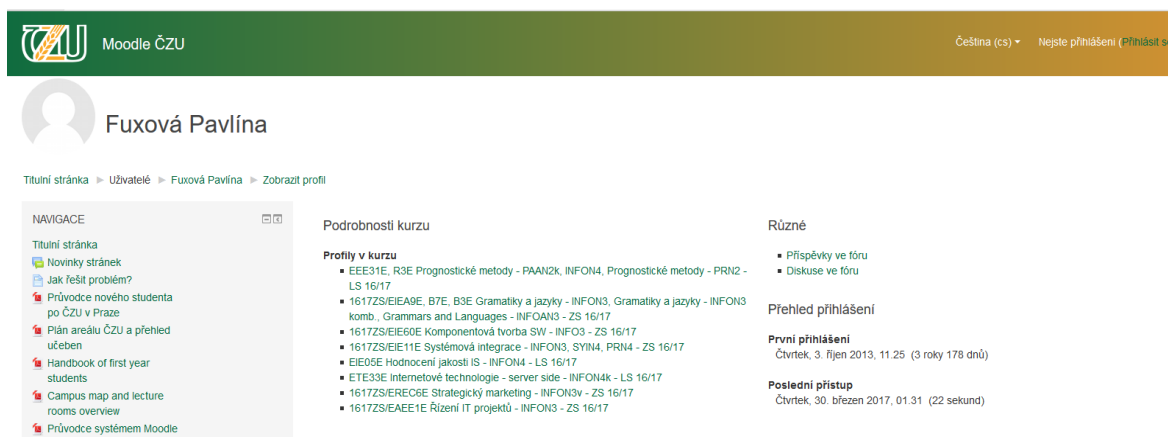 ČZU
Moodle ČZU
Čeština (cs)
Nejste přihlášeni (Přihlásit se
Fuxová Pavlína
Titulní stránka ► Uživatelé ► Fuxová Pavlína ► Zobrazit profil
NAVIGACE
Titulní stránka
Novinky stránek
Jak řešit problém?
Průvodce nového studenta
po ČZU v Praze
Plán areálu ČZU a přehled
učeben
Handbook of first year
students
Campus map and lecture
rooms overview
Průvodce systémem Moodle
Podrobnosti kurzu
Profily v kurzu
EEE31E, R3E Prognostické metody - PAAN2k, INFON4, Prognostické metody - PRN2 -
LS 16/17
1617ZS/EIEA9E, B7E, B3E Gramatiky a jazyky - INFON3, Gramatiky a jazyky - INFON3
komb., Grammars and Languages - INFOAN3 - ZS 16/17
1617ZS/EIE60E Komponentová tvorba SW - INFO3 - ZS 16/17
1617ZS/EIE11E Systémová integrace - INFON3, SYIN4, PRN4 - ZS 16/17
EIE05E Hodnocení jakosti IS - INFON4 - LS 16/17
ETE33E Internetové technologie - server side - INFON4k - LS 16/17
1617ZS/EREC6E Strategický marketing - INFON3v - ZS 16/17
1617ZS/EAEE1E Řízení IT projektů - INFON3 - ZS 16/17
Různé
Příspěvky ve fóru
Diskuse ve fóru
Přehled přihlášení
První přihlášení
Čtvrtek, 3. říjen 2013, 11.25 (3 roky 178 dnů)
Poslední přístup
Čtvrtek, 30. březen 2017, 01.31 (22 sekund)